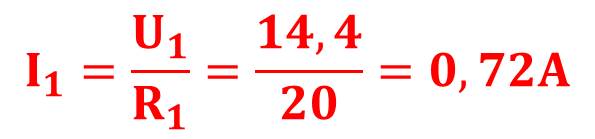 I₁ = U₁/R₁ = 14,4/20 = 0,72A